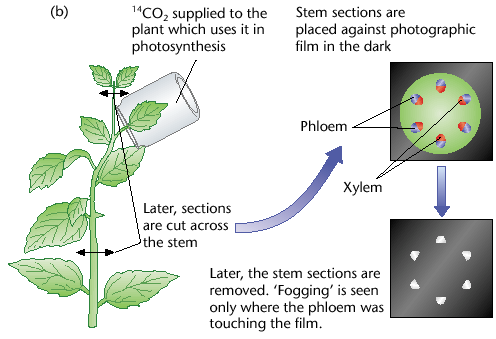 (b)
¹⁴CO₂ supplied to the
plant which uses it in
photosynthesis
Stem sections are
placed against photographic
film in the dark
Phloem
Xylem
Later, sections
are cut across
the stem
Later, the stem sections are
removed. ‘Fogging’ is seen
only where the phloem was
touching the film.